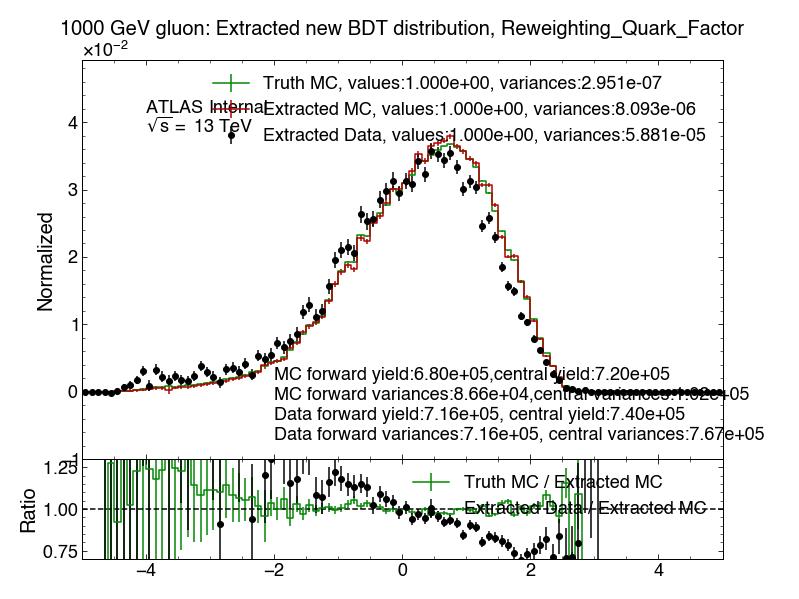 1000 GeV gluon: Extracted new BDT distribution, Reweighting_Quark_Factor
×10−2
Truth MC, values:1.000e+00, variances:2.951e-07
ATLAS Internal
Extracted MC, values:1.000e+00, variances:8.093e-06
√s = 13 TeV
Extracted Data, values:1.000e+00, variances:5.881e-05
4
3
2
1
0
Normalized
MC forward yield:6.80e+05,central yield:7.20e+05
MC forward variances:8.66e+04,central
Data forward yield:7.16e+05, central yield:7.40e+05
Data forward variances:7.16e+05, central variances:7.67e+05
1
1.25
1.00
0.75
Ratio
Truth MC / Extracted MC
Extracted Data / Extracted MC
−4 −2 0 2 4